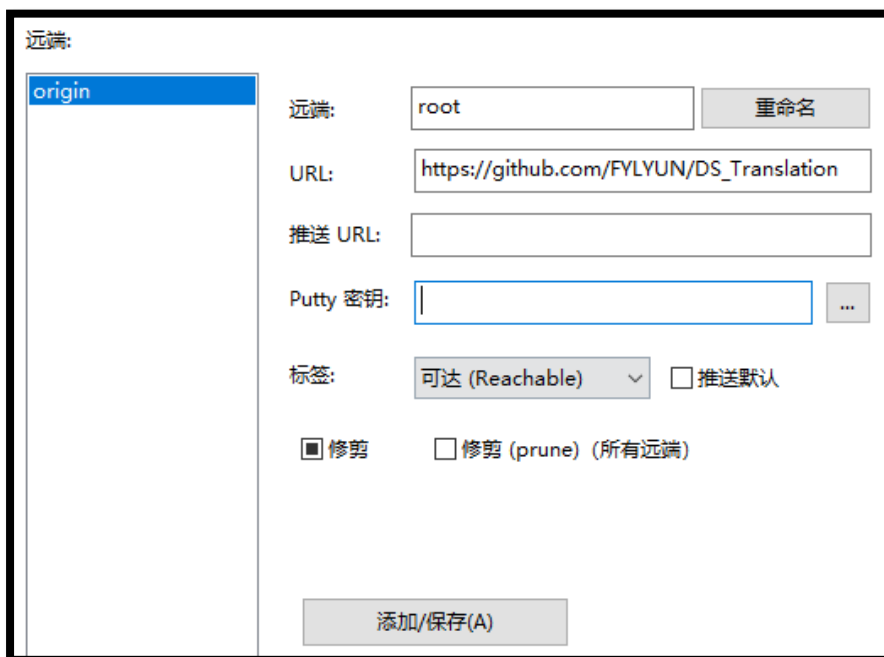 远端:
origin
远端:
root
重命名
URL:
https://github.com/FYLYUN/DS_Translation
推送 URL:
Putty 密钥:
...
标签:
可达 (Reachable)
推送默认
修剪
修剪 (prune)（所有远端）
添加/保存(A)